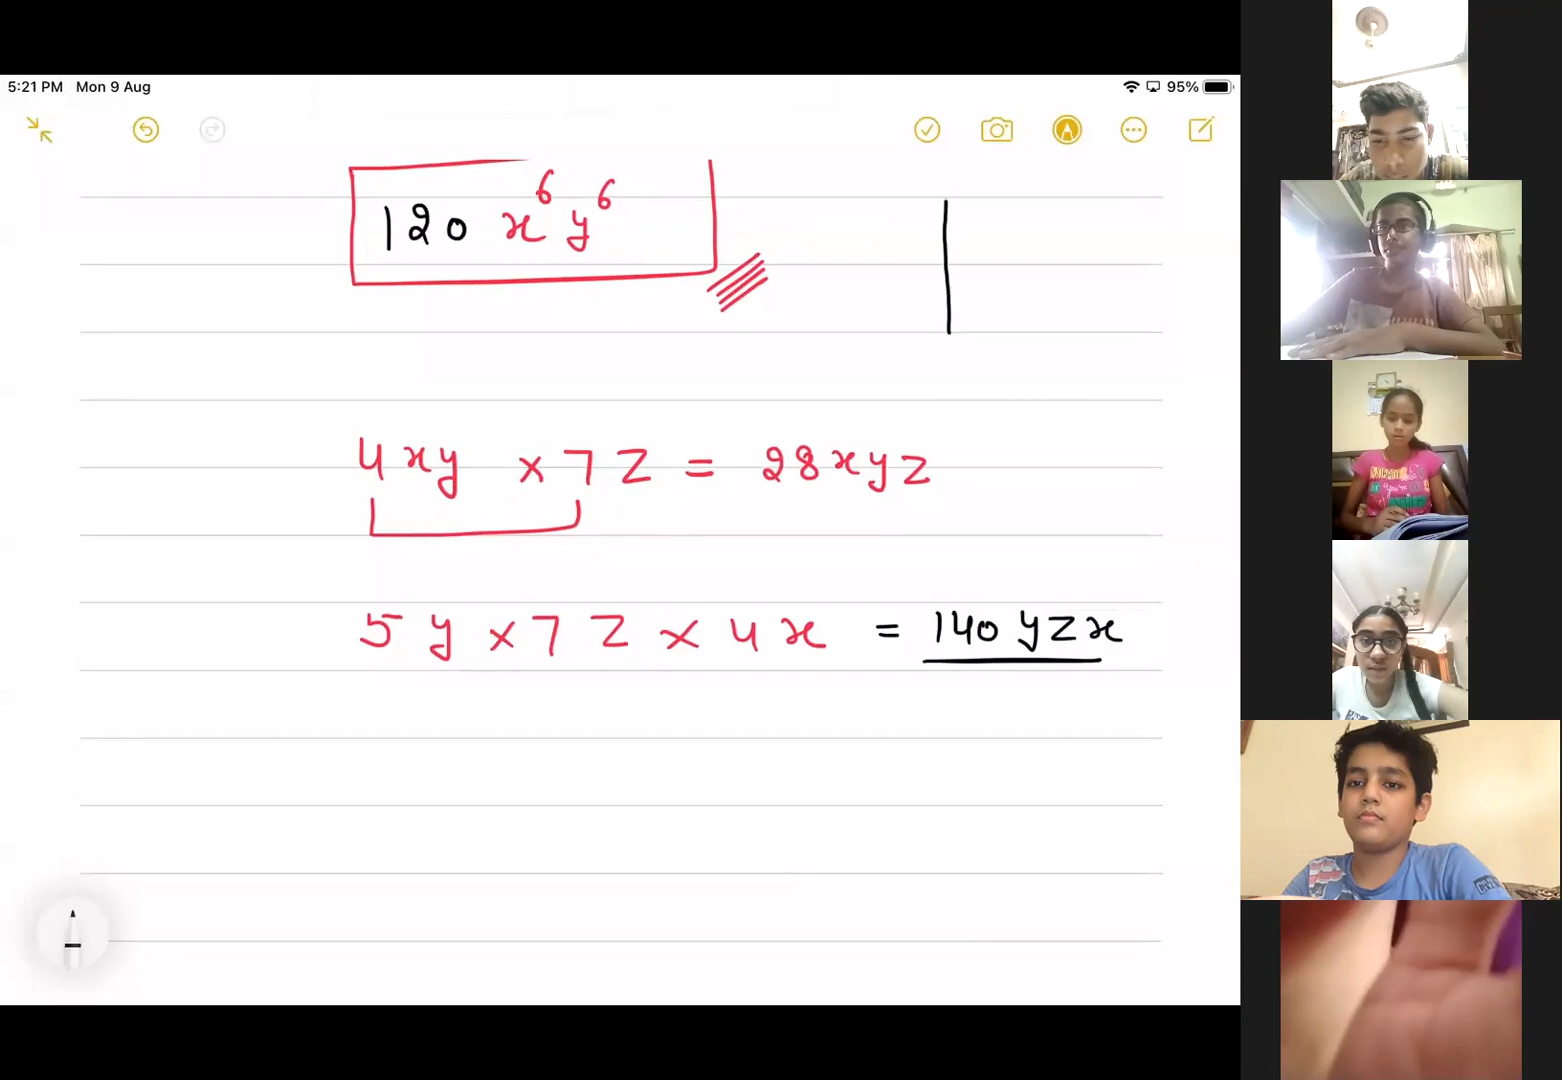 5:21 PM Mon 9 Aug 95%
120 x⁶y⁶
4xy × 7z = 28xyz
5y × 7z × 4x = 140yzx